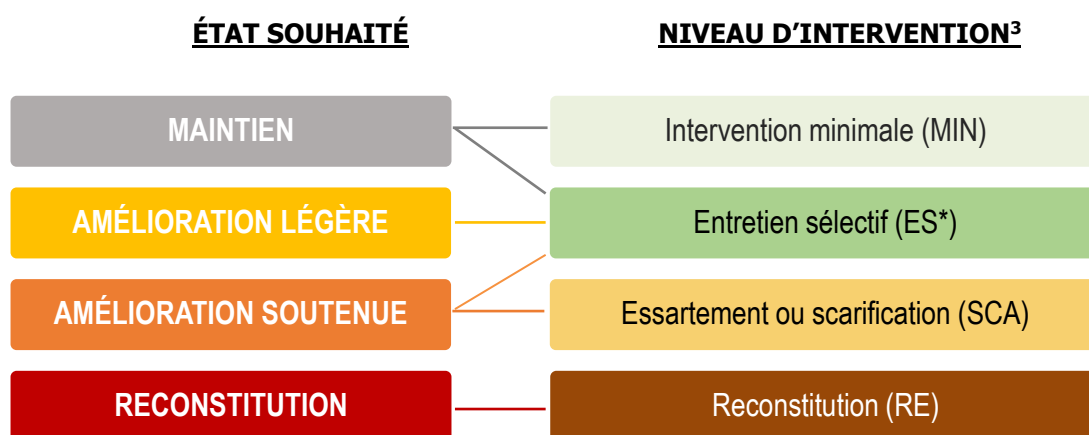 ÉTAT SOUHAITÉ
NIVEAU D’INTERVENTION³
MAINTIEN
Intervention minimale (MIN)
AMÉLIORATION LÉGÈRE
Entretien sélectif (ES*)
AMÉLIORATION SOUTENUE
Essartement ou scarification (SCA)
RECONSTITUTION
Reconstitution (RE)